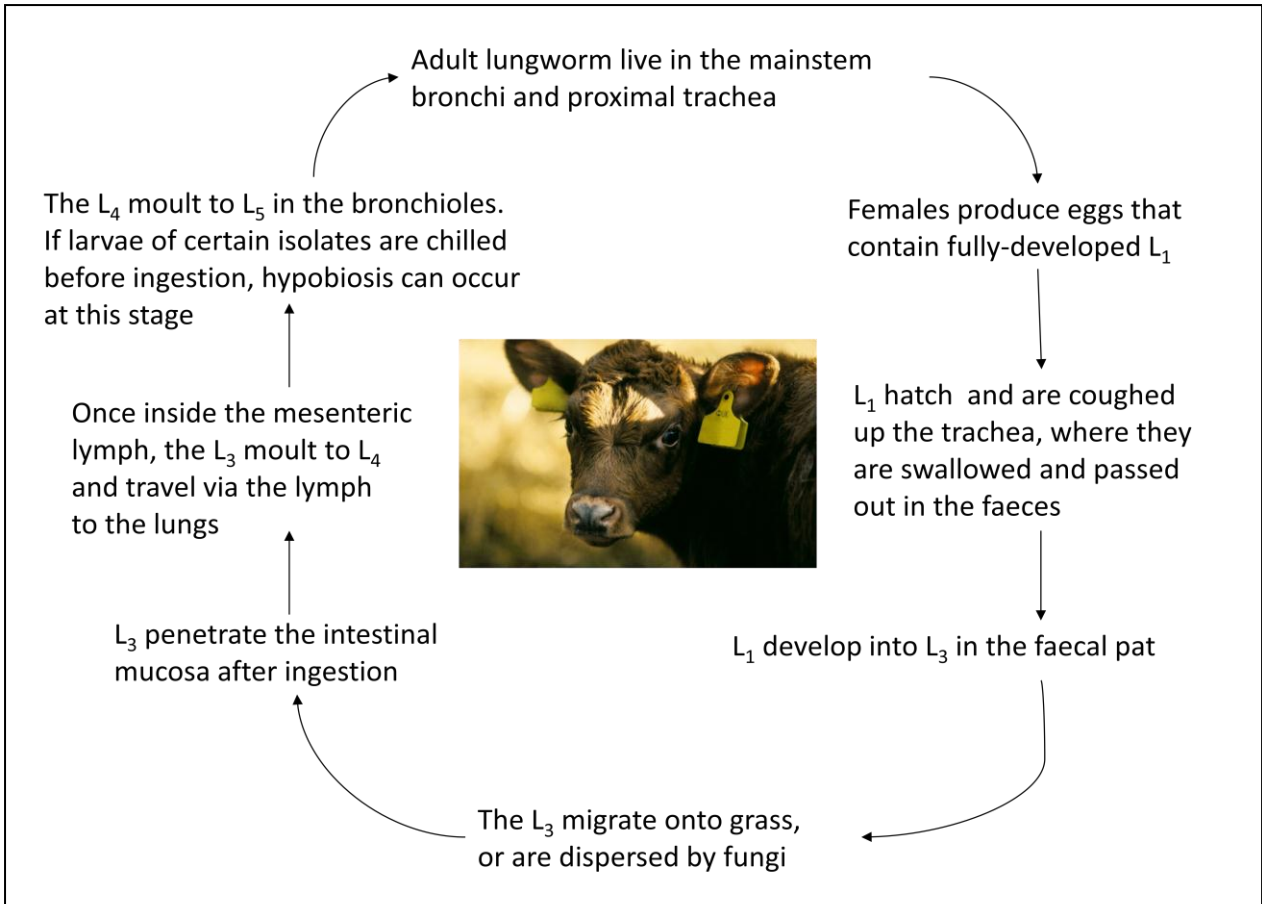 Adult lungworm live in the mainstem
bronchi and proximal trachea
Females produce eggs that
contain fully-developed L₁
L₁ hatch and are coughed
up the trachea, where they
are swallowed and passed
out in the faeces
L₁ develop into L₃ in the faecal pat
The L₃ migrate onto grass,
or are dispersed by fungi
L₃ penetrate the intestinal
mucosa after ingestion
Once inside the mesenteric
lymph, the L₃ moult to L₄
and travel via the lymph
to the lungs
The L₄ moult to L₅ in the bronchioles.
If larvae of certain isolates are chilled
before ingestion, hypobiosis can occur
at this stage